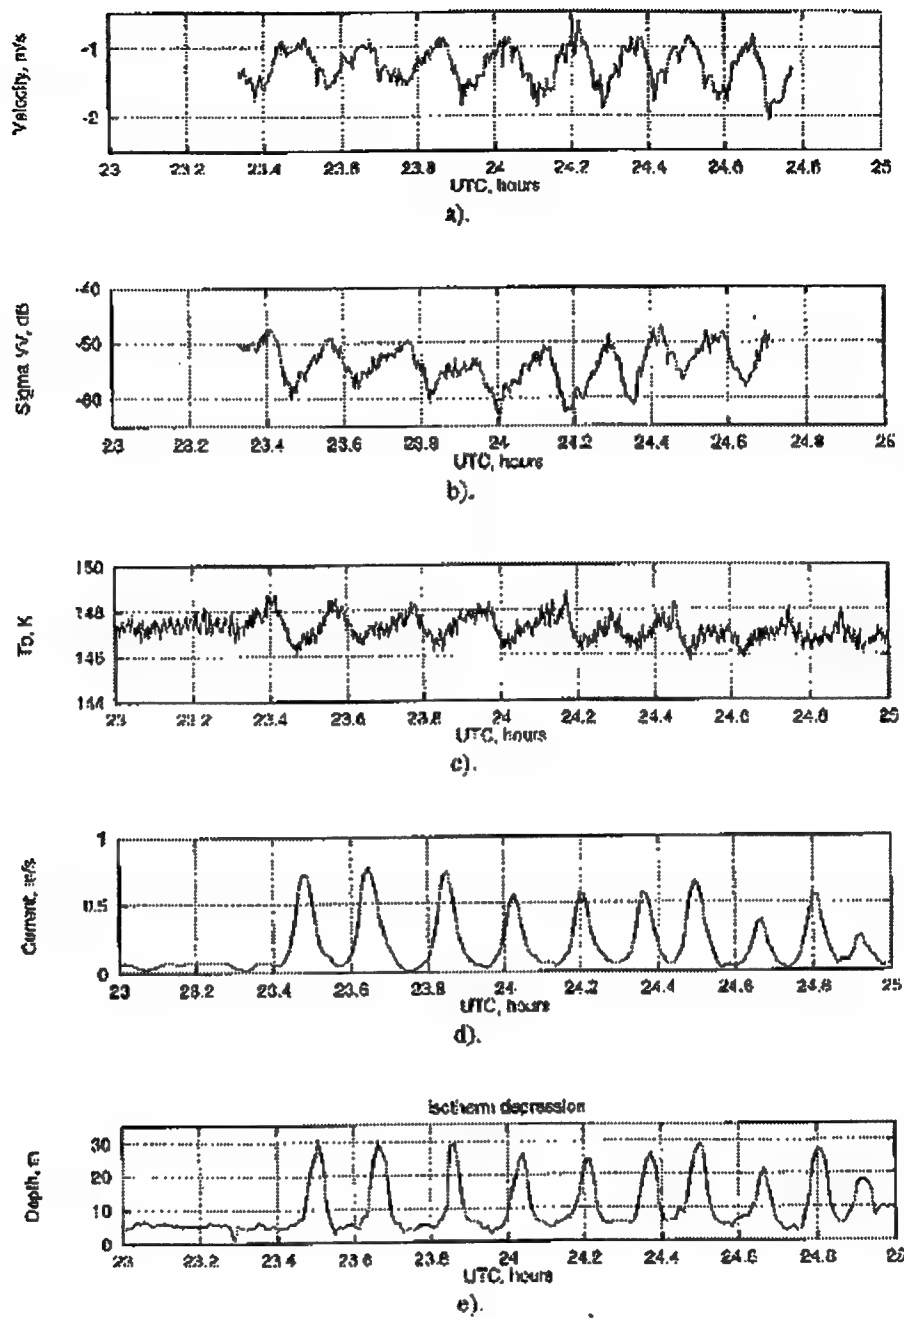 Velocity, m/s
-1
-2
23 23.2 23.4 23.6 23.8 24 24.2 24.4 24.6 24.8 25
UTC, hours
a).
Sigma VV, dB
-40
-50
-60
23 23.2 23.4 23.6 23.8 24 24.2 24.4 24.6 24.8 25
UTC, hours
b).
Tb, K
150
148
146
144
23 23.2 23.4 23.6 23.8 24 24.2 24.4 24.6 24.8 25
UTC, hours
c).
Current, m/s
1
0.5
0
23 23.2 23.4 23.6 23.8 24 24.2 24.4 24.6 24.8 25
UTC, hours
d).
Isotherm depression
Depth, m
30
20
10
0
23 23.2 23.4 23.6 23.8 24 24.2 24.4 24.6 24.8 25
UTC, hours
e).